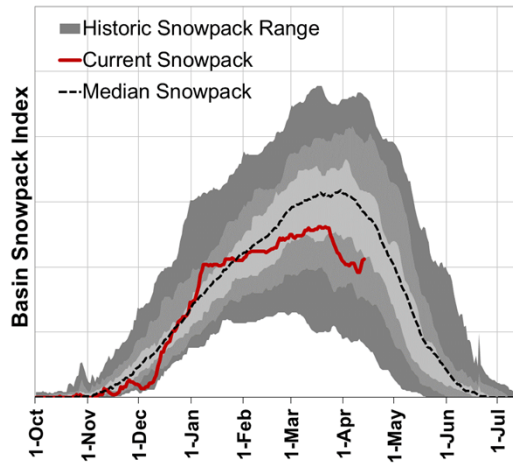 Historic Snowpack Range
Current Snowpack
Median Snowpack
Basin Snowpack Index
1-Oct
1-Nov
1-Dec
1-Jan
1-Feb
1-Mar
1-Apr
1-May
1-Jun
1-Jul